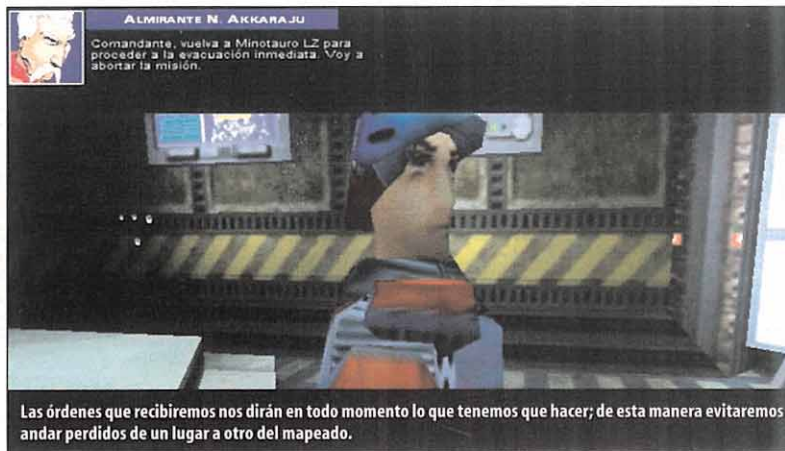 ALMIRANTE N. AKKARAJU
Comandante, vuelva a Minotauro LZ para
proceder a la evacuación inmediata. Voy a
abortar la misión.
Las órdenes que recibiremos nos dirán en todo momento lo que tenemos que hacer; de esta manera evitaremos
andar perdidos de un lugar a otro del mapeado.